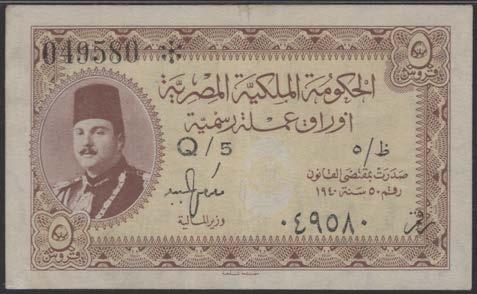 049580 *
٥ قروش
الحكومة الملكية المصرية
اوراق عملة رسمية
Q/5
ظ/٥
صدرت بمقتضى القانون
رقم ٥٠ سنة ١٩٤٠
وزير المالية
٠٤٩٥٨٠
٥ قروش